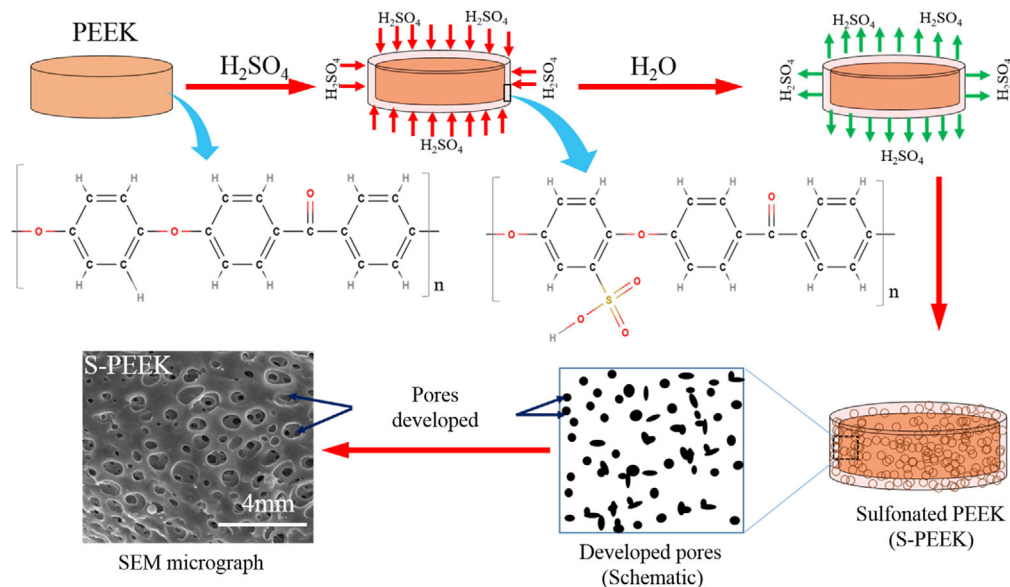 PEEK
H₂SO₄
H₂SO₄ H₂SO₄
H₂SO₄
H₂SO₄
H₂SO₄
H₂O
H₂SO₄ H₂SO₄
H₂SO₄
H₂SO₄
H₂SO₄
H H H H O H H
O C C C C C C O C C C C C C C C C C C C C
H H H H H H
n
H H H H O H H
O C C C C C C O C C C C C C C C C C C C C
H H H H H
S O
O O
H
n
S-PEEK
4mm
SEM micrograph
Pores
developed
Developed pores
(Schematic)
Sulfonated PEEK
(S-PEEK)